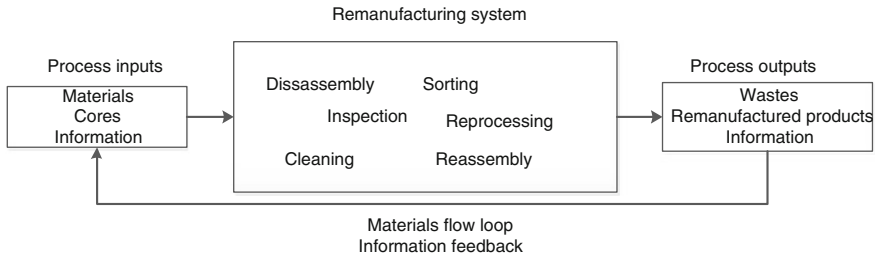 Remanufacturing system
Process inputs
Materials
Cores
Information
Dissassembly
Sorting
Inspection
Reprocessing
Cleaning
Reassembly
Process outputs
Wastes
Remanufactured products
Information
Materials flow loop
Information feedback